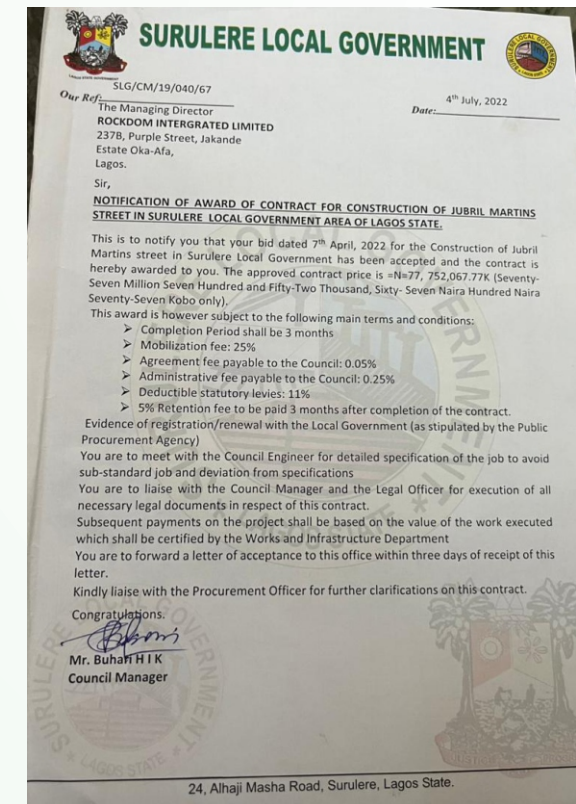 SURULERE LOCAL GOVERNMENT
SLG/CM/19/040/67
Our Ref:
4th July, 2022
Date:
The Managing Director
ROCKDOM INTERGRATED LIMITED
237B, Purple Street, Jakande
Estate Oka-Afa,
Lagos.
Sir,
NOTIFICATION OF AWARD OF CONTRACT FOR CONSTRUCTION OF JUBRIL MARTINS
STREET IN SURULERE LOCAL GOVERNMENT AREA OF LAGOS STATE.
This is to notify you that your bid dated 7th April, 2022 for the Construction of Jubril
Martins street in Surulere Local Government has been accepted and the contract is
hereby awarded to you. The approved contract price is =N=77, 752,067.77K (Seventy-
Seven Million Seven Hundred and Fifty-Two Thousand, Sixty- Seven Naira Hundred Naira
Seventy-Seven Kobo only).
This award is however subject to the following main terms and conditions:
➢ Completion Period shall be 3 months
➢ Mobilization fee: 25%
➢ Agreement fee payable to the Council: 0.05%
➢ Administrative fee payable to the Council: 0.25%
➢ Deductible statutory levies: 11%
➢ 5% Retention fee to be paid 3 months after completion of the contract.
Evidence of registration/renewal with the Local Government (as stipulated by the Public
Procurement Agency)
You are to meet with the Council Engineer for detailed specification of the job to avoid
sub-standard job and deviation from specifications
You are to liaise with the Council Manager and the Legal Officer for execution of all
necessary legal documents in respect of this contract.
Subsequent payments on the project shall be based on the value of the work executed
which shall be certified by the Works and Infrastructure Department
You are to forward a letter of acceptance to this office within three days of receipt of this
letter.
Kindly liaise with the Procurement Officer for further clarifications on this contract.
Congratulations.
Mr. Buhari H I K
Council Manager
24, Alhaji Masha Road, Surulere, Lagos State.